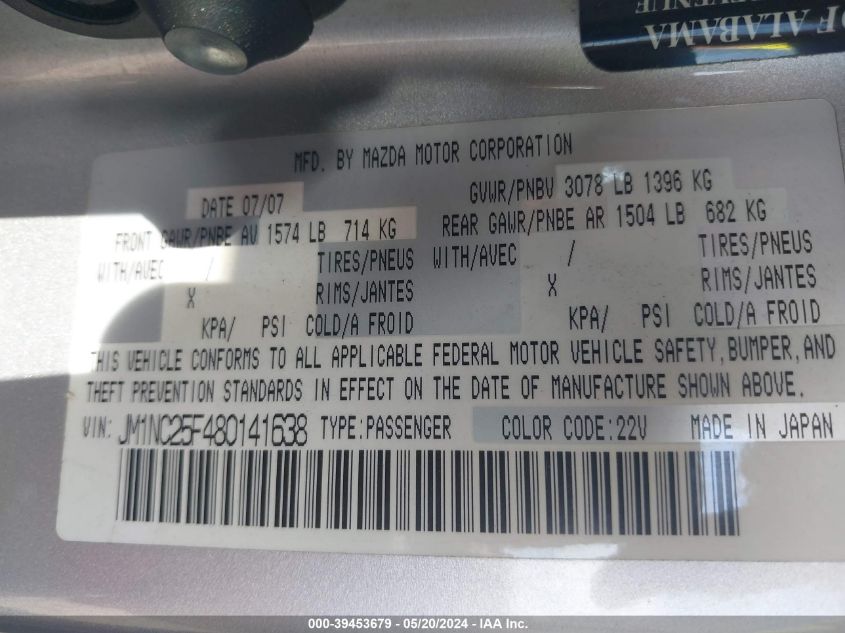 OF ALABAMA
REVENUE
MFD. BY MAZDA MOTOR CORPORATION
DATE 07/07
GVWR/PNBV 3078 LB 1396 KG
FRONT GAWR/PNBE AV 1574 LB 714 KG
REAR GAWR/PNBE AR 1504 LB 682 KG
WITH/AVEC / TIRES/PNEUS WITH/AVEC / TIRES/PNEUS
X RIMS/JANTES X RIMS/JANTES
KPA/ PSI COLD/A FROID KPA/ PSI COLD/A FROID
THIS VEHICLE CONFORMS TO ALL APPLICABLE FEDERAL MOTOR VEHICLE SAFETY, BUMPER, AND
THEFT PREVENTION STANDARDS IN EFFECT ON THE DATE OF MANUFACTURE SHOWN ABOVE.
VIN: JM1NC25F480141638 TYPE:PASSENGER COLOR CODE:22V MADE IN JAPAN
000-39453679 - 05/20/2024 - IAA Inc.